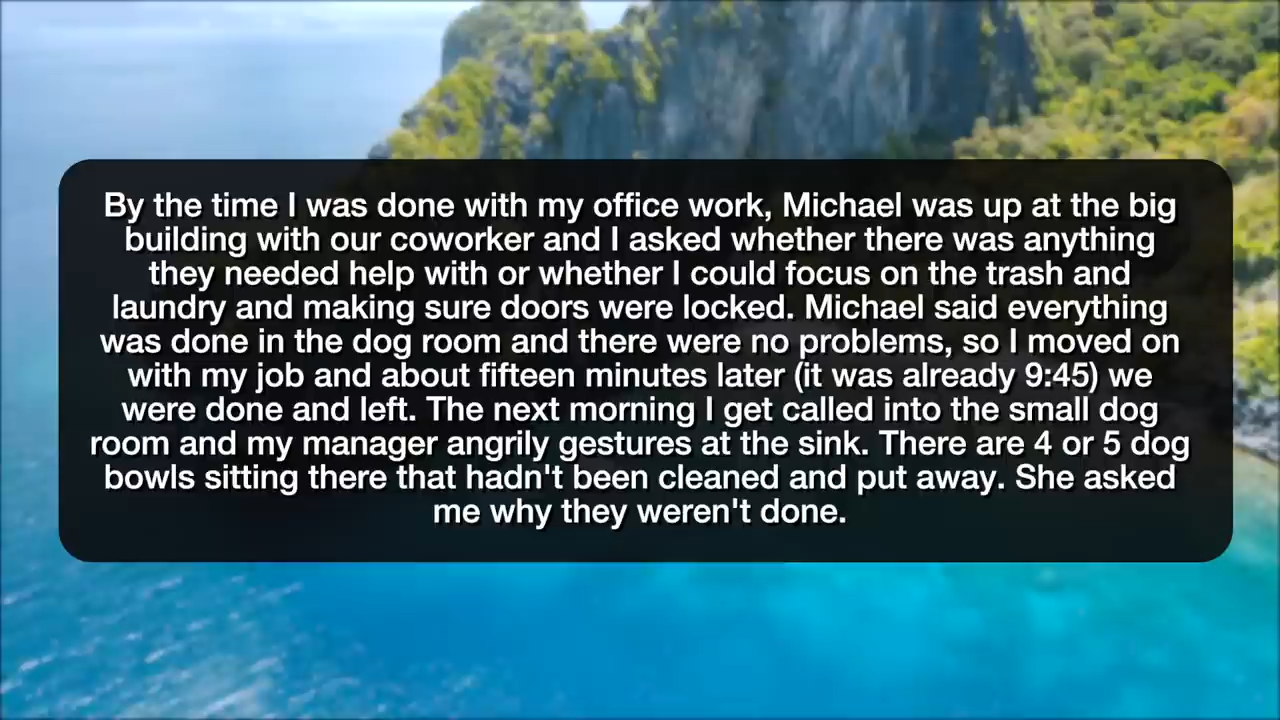 By the time I was done with my office work, Michael was up at the big
building with our coworker and I asked whether there was anything
they needed help with or whether I could focus on the trash and
laundry and making sure doors were locked. Michael said everything
was done in the dog room and there were no problems, so I moved on
with my job and about fifteen minutes later (it was already 9:45) we
were done and left. The next morning I get called into the small dog
room and my manager angrily gestures at the sink. There are 4 or 5 dog
bowls sitting there that hadn't been cleaned and put away. She asked
me why they weren't done.